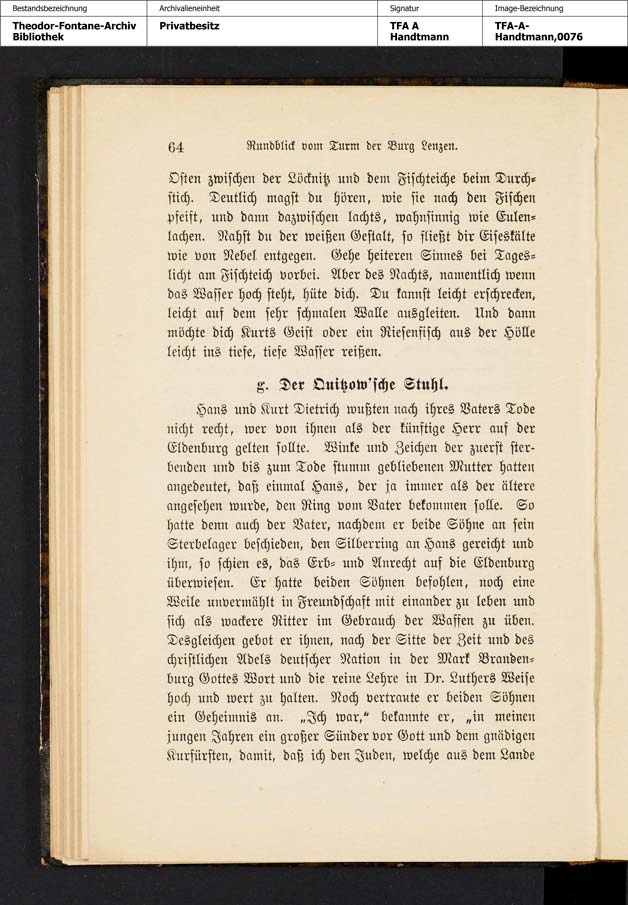 Bestandsbezeichnung
Theodor-Fontane-Archiv
Bibliothek
Archivalieneinheit
Privatbesitz
Signatur
TFA A
Handtmann
Image-Bezeichnung
TFA-A-
Handtmann,0076
64 Rundblick vom Turm der Burg Lenzen.
Osten zwischen der Löcknitz und dem Fischteiche beim Durch-
stich. Deutlich magst du hören, wie sie nach den Fischen
pfeift, und dann dazwischen lachts, wahnsinnig wie Eulen-
lachen. Nahst du der weißen Gestalt, so fließt dir Eiseskälte
wie von Nebel entgegen. Gehe heiteren Sinnes bei Tages-
licht am Fischteich vorbei. Aber des Nachts, namentlich wenn
das Wasser hoch steht, hüte dich. Du kannst leicht erschrecken,
leicht auf dem sehr schmalen Walle ausgleiten. Und dann
möchte dich Kurts Geist oder ein Riesenfisch aus der Hölle
leicht ins tiefe, tiefe Wasser reißen.
g. Der Quitzow'sche Stuhl.
Hans und Kurt Dietrich wußten nach ihres Vaters Tode
nicht recht, wer von ihnen als der künftige Herr auf der
Eldenburg gelten sollte. Winke und Zeichen der zuerst ster-
benden und bis zum Tode stumm gebliebenen Mutter hatten
angedeutet, daß einmal Hans, der ja immer als der ältere
angesehen wurde, den Ring vom Vater bekommen solle. So
hatte denn auch der Vater, nachdem er beide Söhne an sein
Sterbelager beschieden, den Silberring an Hans gereicht und
ihm, so schien es, das Erb- und Anrecht auf die Eldenburg
überwiesen. Er hatte beiden Söhnen befohlen, noch eine
Weile unvermählt in Freundschaft mit einander zu leben und
sich als wackere Ritter im Gebrauch der Waffen zu üben.
Desgleichen gebot er ihnen, nach der Sitte der Zeit und des
christlichen Adels deutscher Nation in der Mark Branden-
burg Gottes Wort und die reine Lehre in Dr. Luthers Weise
hoch und wert zu halten. Noch vertraute er beiden Söhnen
ein Geheimnis an. „Ich war,“ bekannte er, „in meinen
jungen Jahren ein großer Sünder vor Gott und dem gnädigen
Kurfürsten, damit, daß ich den Juden, welche aus dem Lande